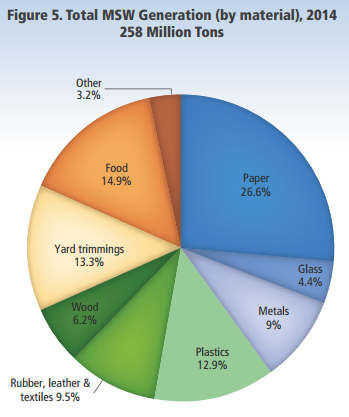 Figure 5. Total MSW Generation (by material), 2014
258 Million Tons
Other
3.2%
Paper
26.6%
Food
14.9%
Yard trimmings
13.3%
Glass
4.4%
Wood
6.2%
Metals
9%
Plastics
12.9%
Rubber, leather &
textiles 9.5%